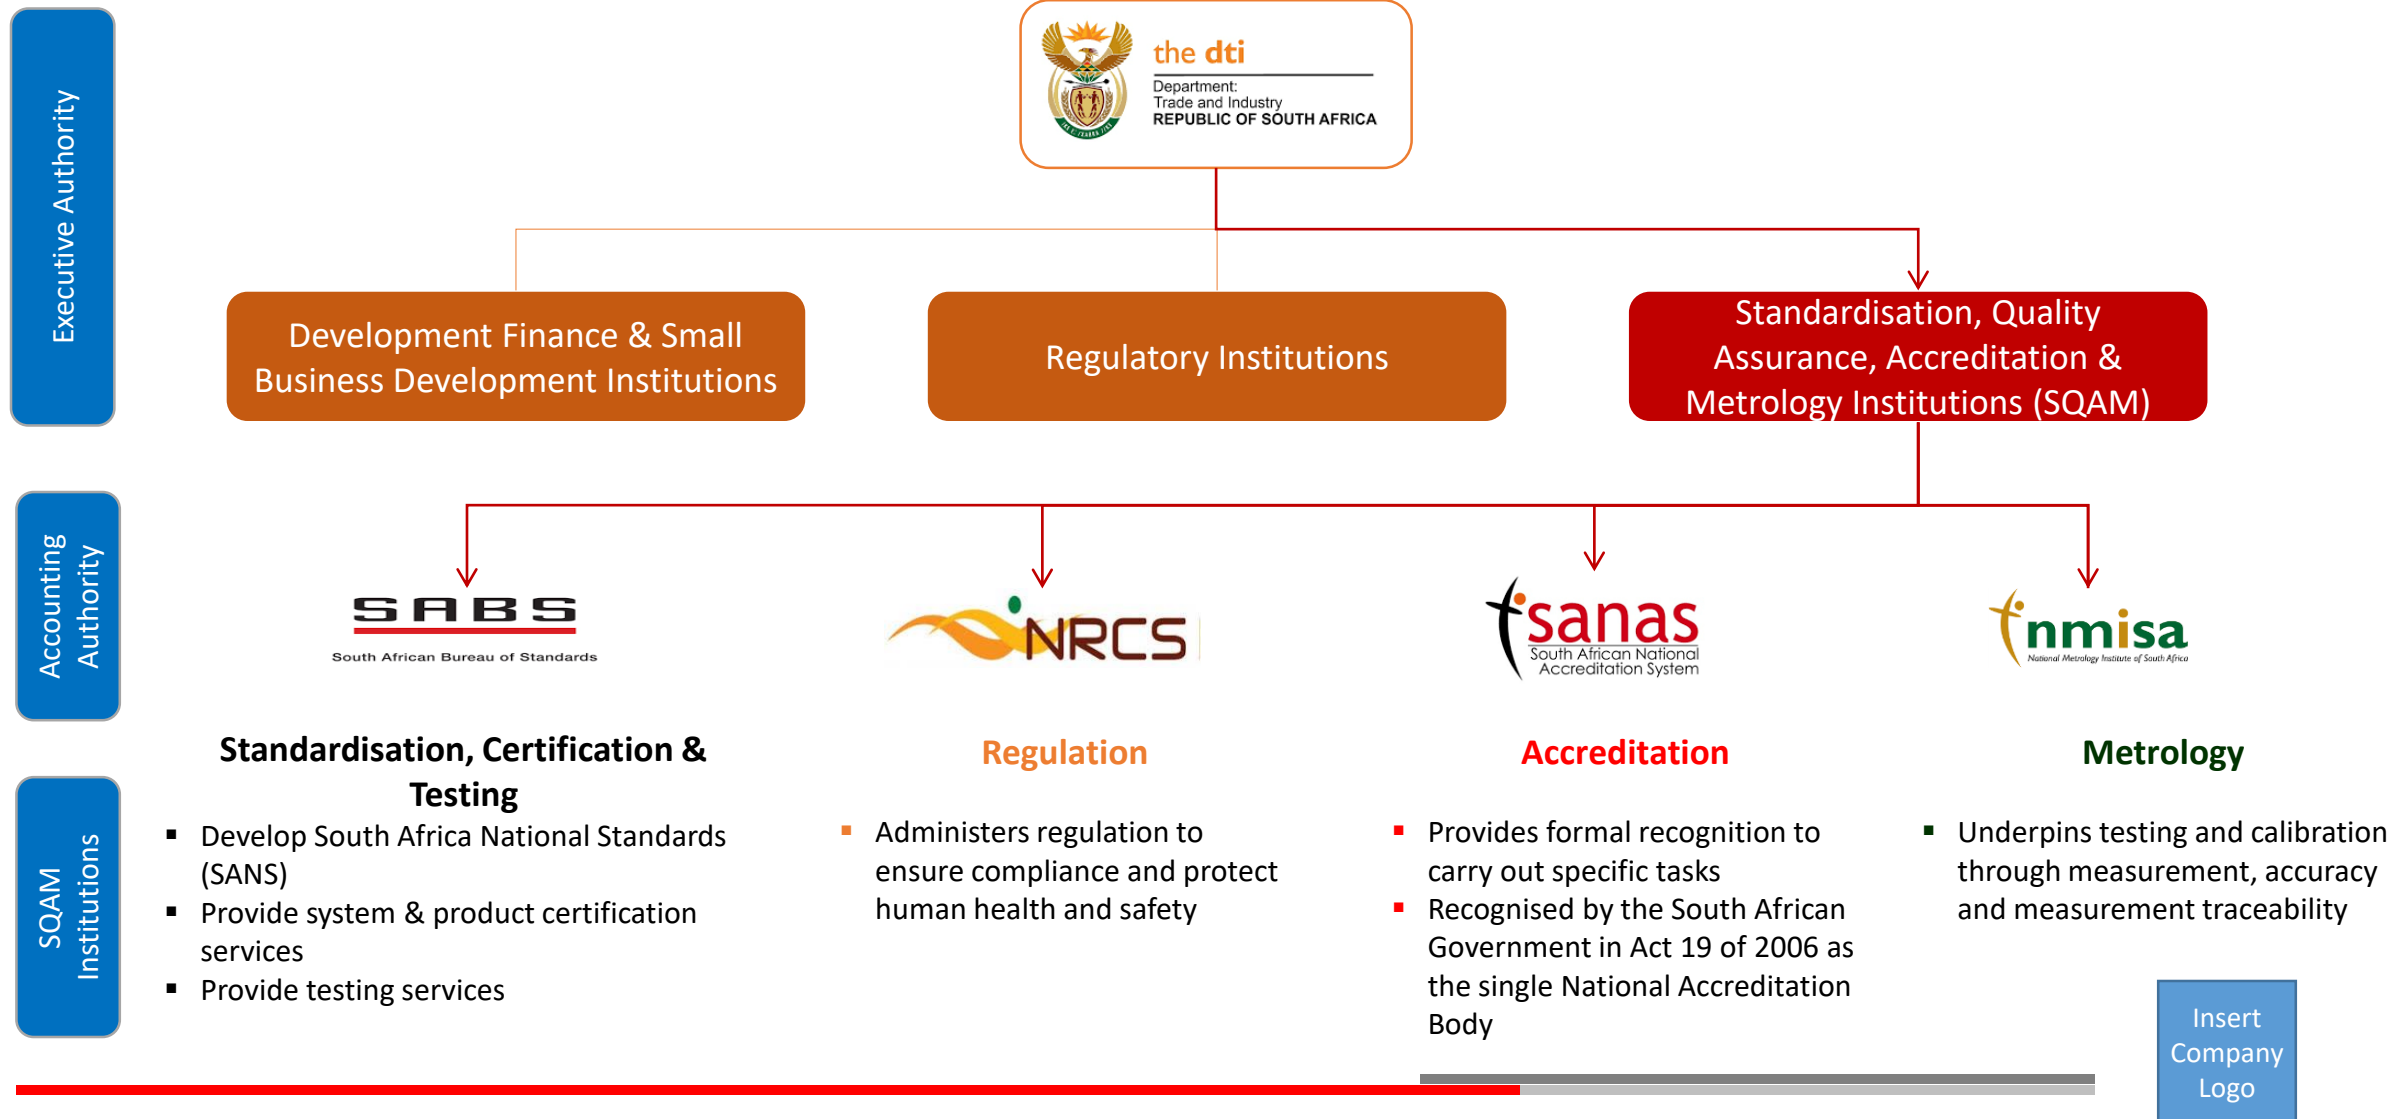 Executive Authority
the dti
Department:
Trade and Industry
REPUBLIC OF SOUTH AFRICA
Development Finance & Small
Business Development Institutions
Regulatory Institutions
Standardisation, Quality
Assurance, Accreditation &
Metrology Institutions (SQAM)
Accounting
Authority
SABS
South African Bureau of Standards
NRCS
sanas
South African National
Accreditation System
nmisa
National Metrology Institute of South Africa
SQAM
Institutions
Standardisation, Certification &
Testing
▪ Develop South Africa National Standards
(SANS)
▪ Provide system & product certification
services
▪ Provide testing services
Regulation
▪ Administers regulation to
ensure compliance and protect
human health and safety
Accreditation
▪ Provides formal recognition to
carry out specific tasks
▪ Recognised by the South African
Government in Act 19 of 2006 as
the single National Accreditation
Body
Metrology
▪ Underpins testing and calibration
through measurement, accuracy
and measurement traceability
Insert
Company
Logo